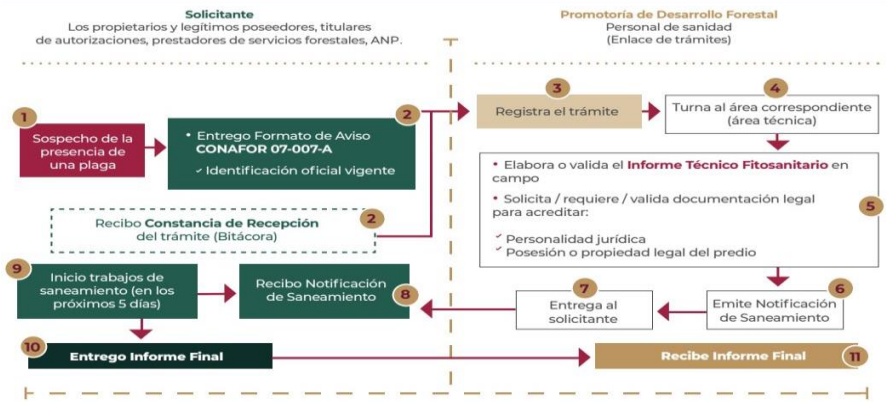 Solicitante
Los propietarios y legítimos poseedores, titulares
de autorizaciones, prestadores de servicios forestales, ANP.
Promotoría de Desarrollo Forestal
Personal de sanidad
(Enlace de trámites)
1
Sospecho de la
presencia de
una plaga
2
• Entrego Formato de Aviso
CONAFOR 07-007-A
✓ Identificación oficial vigente
2
Recibo Constancia de Recepción
del trámite (Bitácora)
3
Registra el trámite
4
Turna al área correspondiente
(área técnica)
5
• Elabora o valida el Informe Técnico Fitosanitario en
campo
• Solicita / requiere / valida documentación legal
para acreditar:
✓ Personalidad jurídica
✓ Posesión o propiedad legal del predio
6
Emite Notificación
de Saneamiento
7
Entrega al
solicitante
8
Recibo Notificación
de Saneamiento
9
Inicio trabajos de
saneamiento (en los
próximos 5 días)
10
Entrego Informe Final
Recibe Informe Final
11